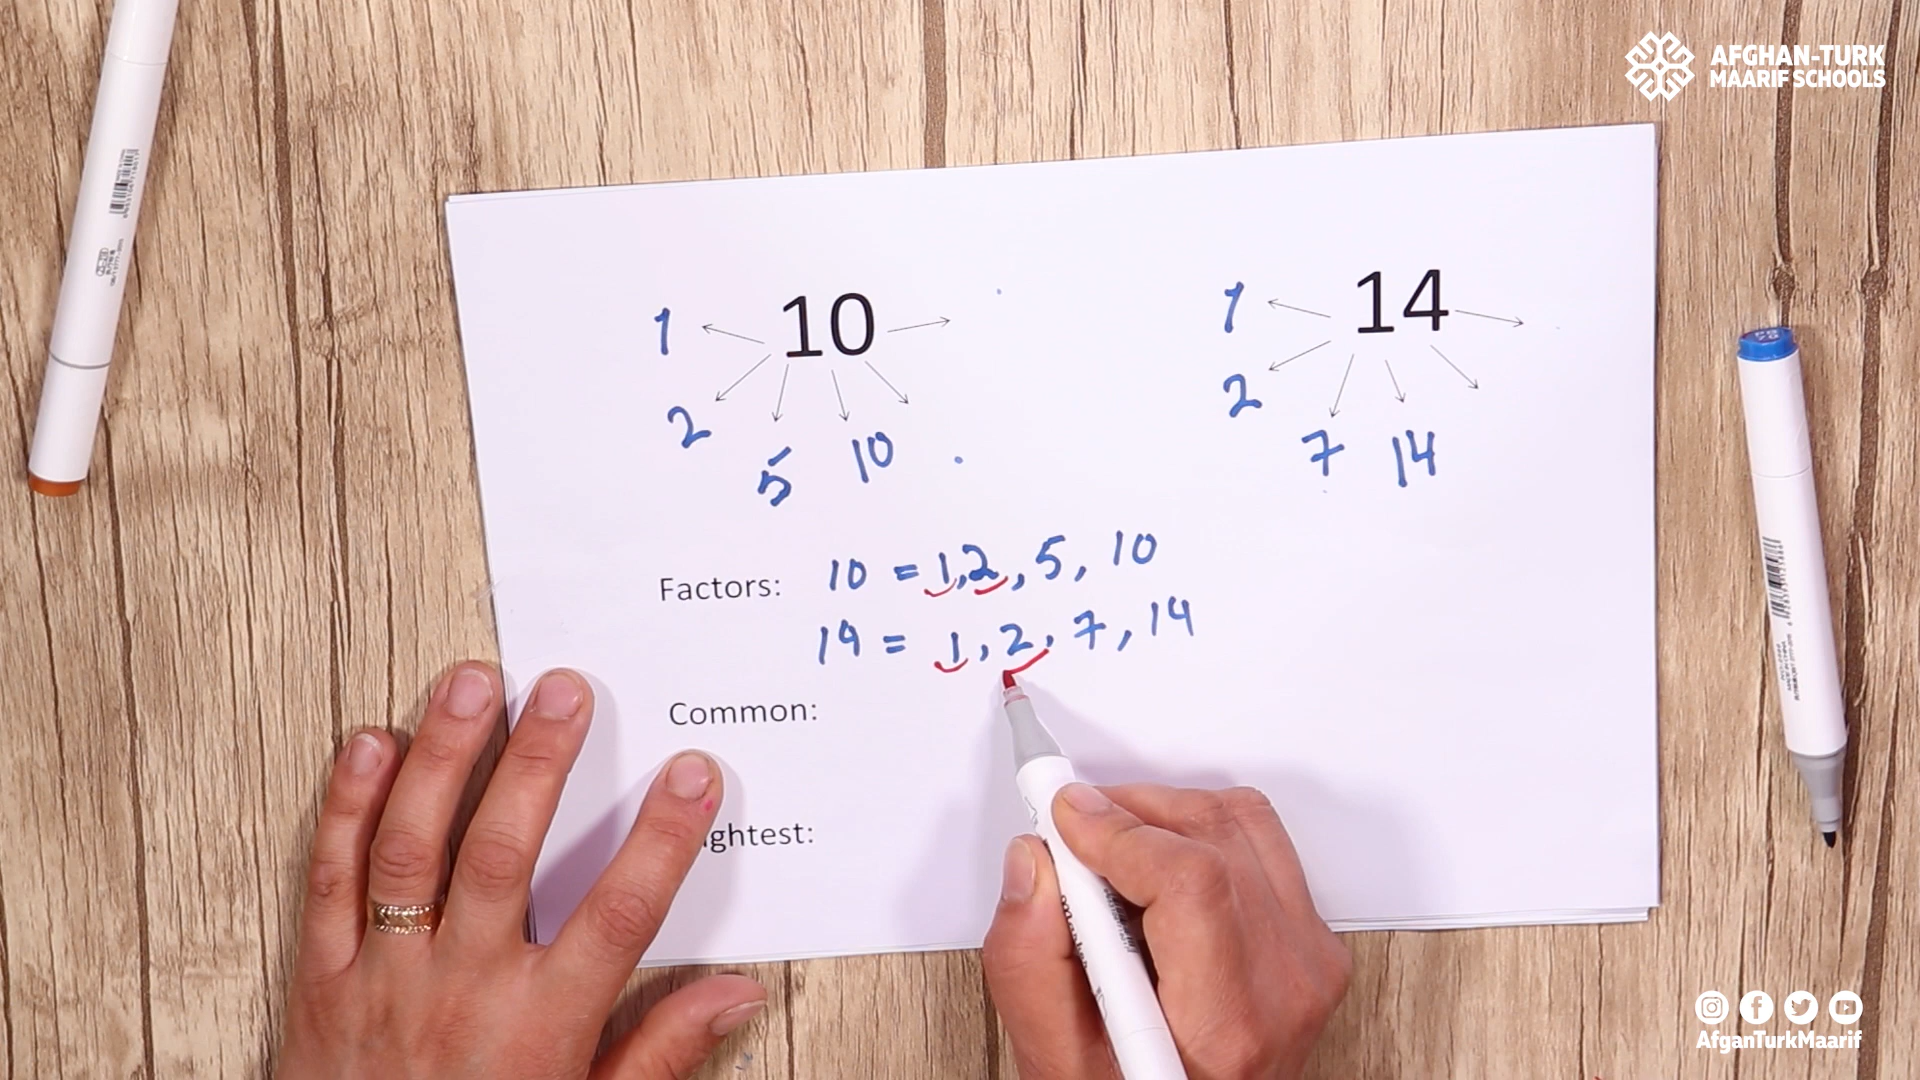 AFGHAN-TURK
MAARIF SCHOOLS
10
14
1
2
5
10
1
2
7
14
Factors: 10 = 1, 2, 5, 10
14 = 1, 2, 7, 14
Common:
ghtest:
AfganTurkMaarif